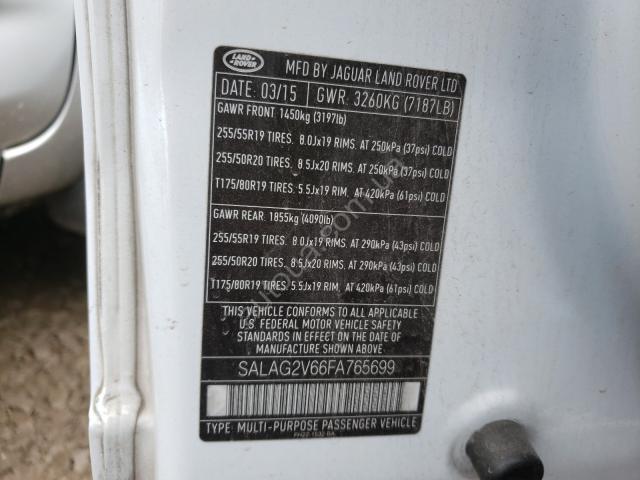 LAND-
ROVER
MFD BY JAGUAR LAND ROVER LTD
DATE: 03/15 GWR: 3260KG (7187LB)
GAWR FRONT 1450kg (3197lb)
255/55R19 TIRES. 8.0Jx19 RIMS. AT 250kPa (37psi) COLD
255/50R20 TIRES. 8.5Jx20 RIMS. AT 250kPa (37psi) COLD
T175/80R19 TIRES: 5.5Jx19 RIM. AT 420kPa (61psi) COLD
GAWR REAR: 1855kg (4090lb)
255/55R19 TIRES. 8.0Jx19 RIMS. AT 290kPa (43psi) COLD
255/50R20 TIRES. 8.5Jx20 RIMS. AT 290kPa (43psi) COLD
T175/80R19 TIRES: 5.5Jx19 RIM. AT 420kPa (61psi) COLD
THIS VEHICLE CONFORMS TO ALL APPLICABLE
U.S. FEDERAL MOTOR VEHICLE SAFETY
STANDARDS IN EFFECT ON THE DATE
OF MANUFACTURE SHOWN ABOVE.
SALAG2V66FA765699
TYPE: MULTI-PURPOSE PASSENGER VEHICLE